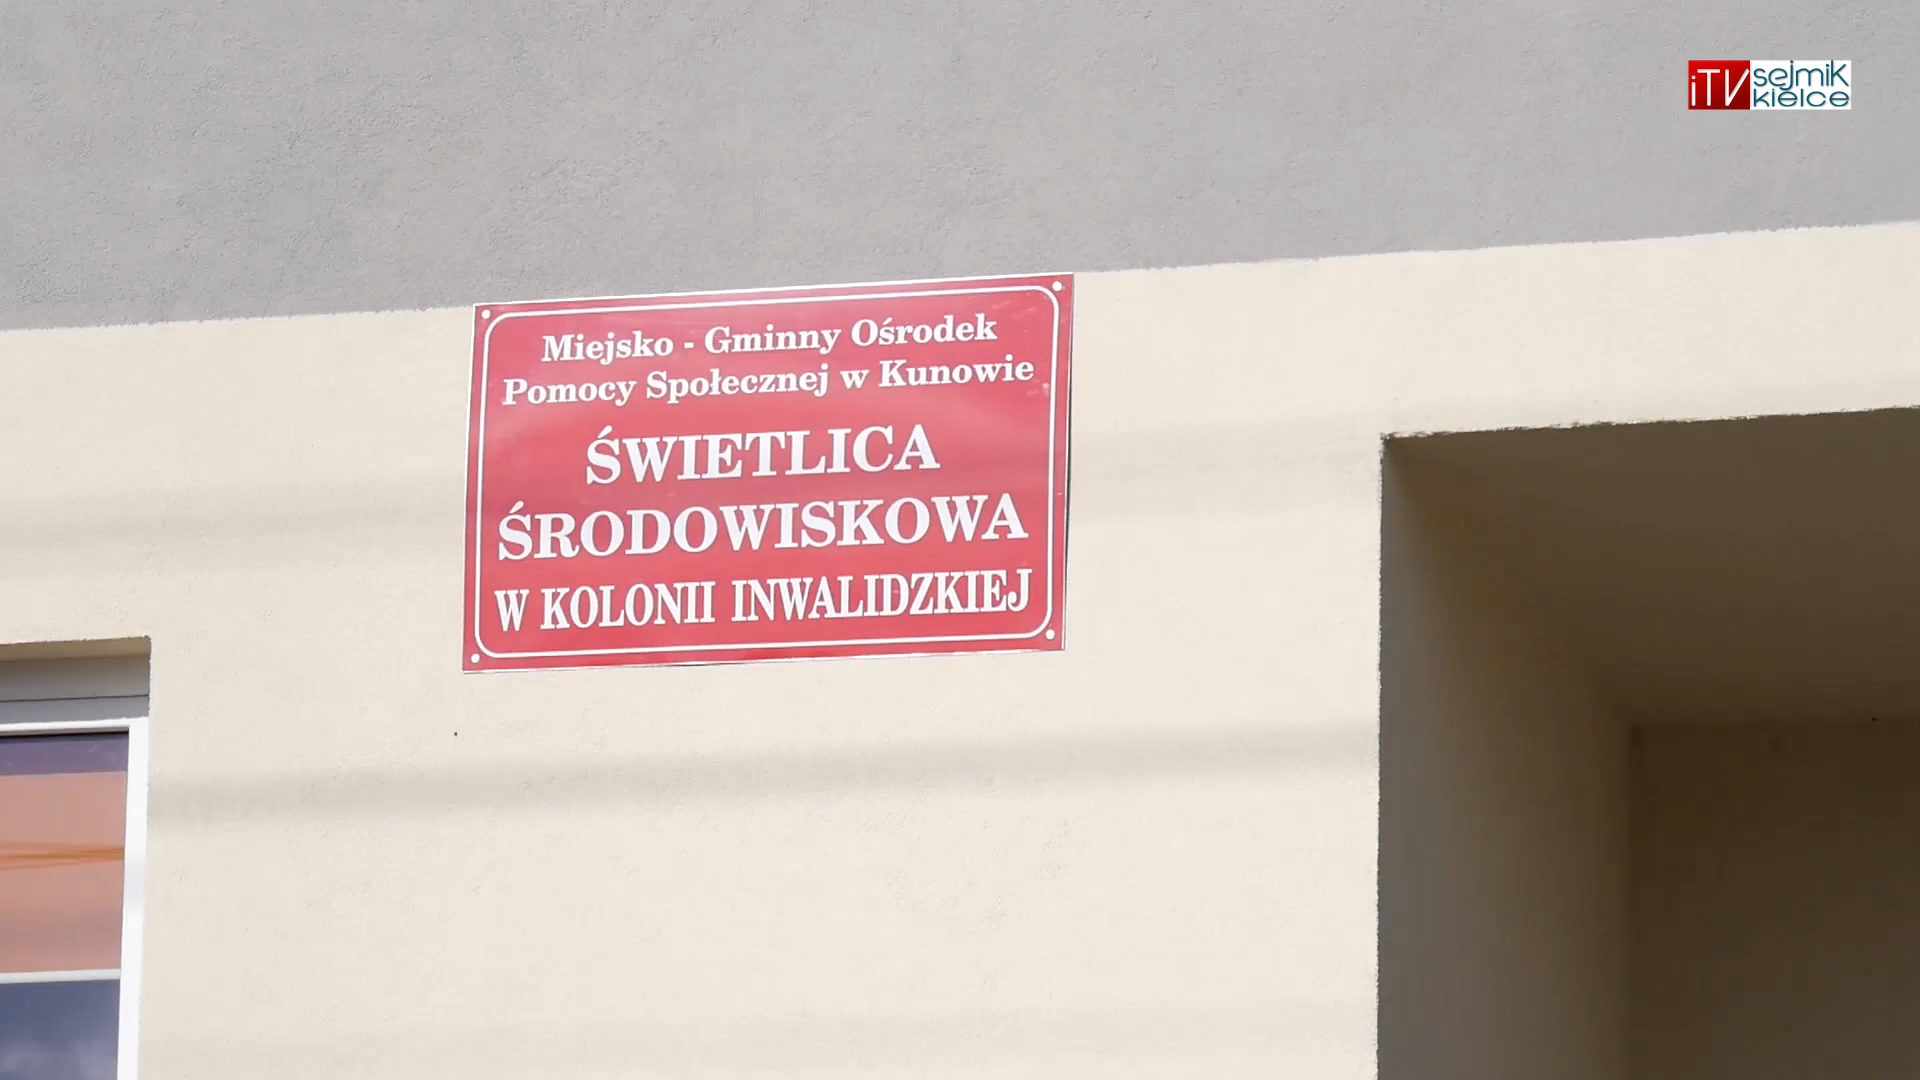 iTV sejmik
kielce
Miejsko - Gminny Ośrodek
Pomocy Społecznej w Kunowie
ŚWIETLICA
ŚRODOWISKOWA
W KOLONII INWALIDZKIEJ